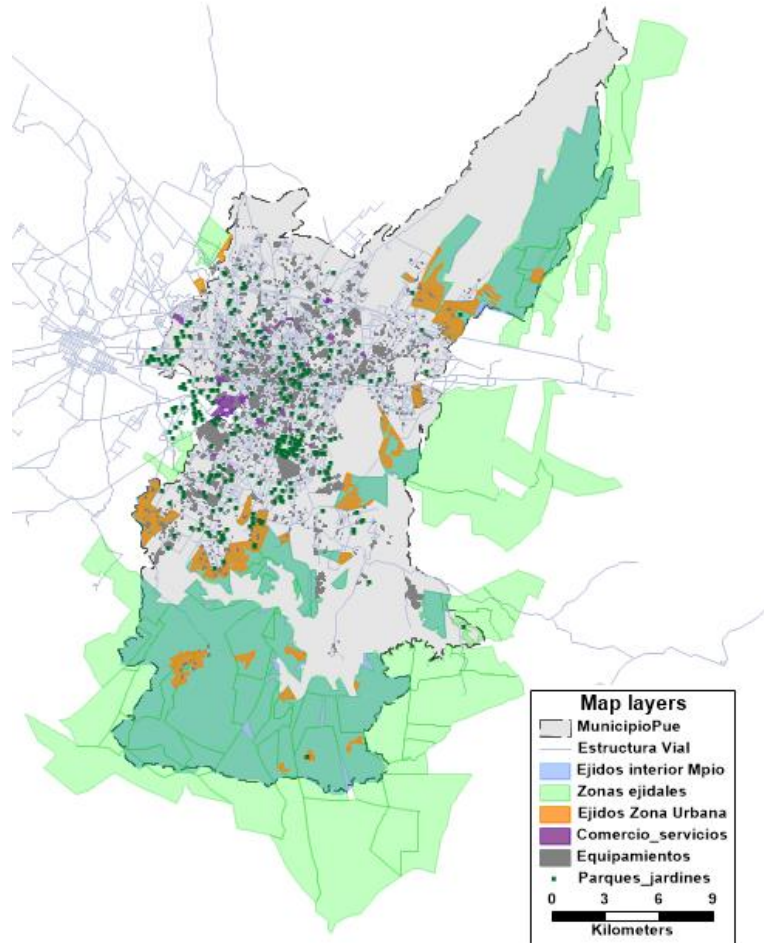 Map layers
MunicipioPue
Estructura Vial
Ejidos interior Mpio
Zonas ejidales
Ejidos Zona Urbana
Comercio_servicios
Equipamientos
Parques_jardines
0 3 6 9
Kilometers